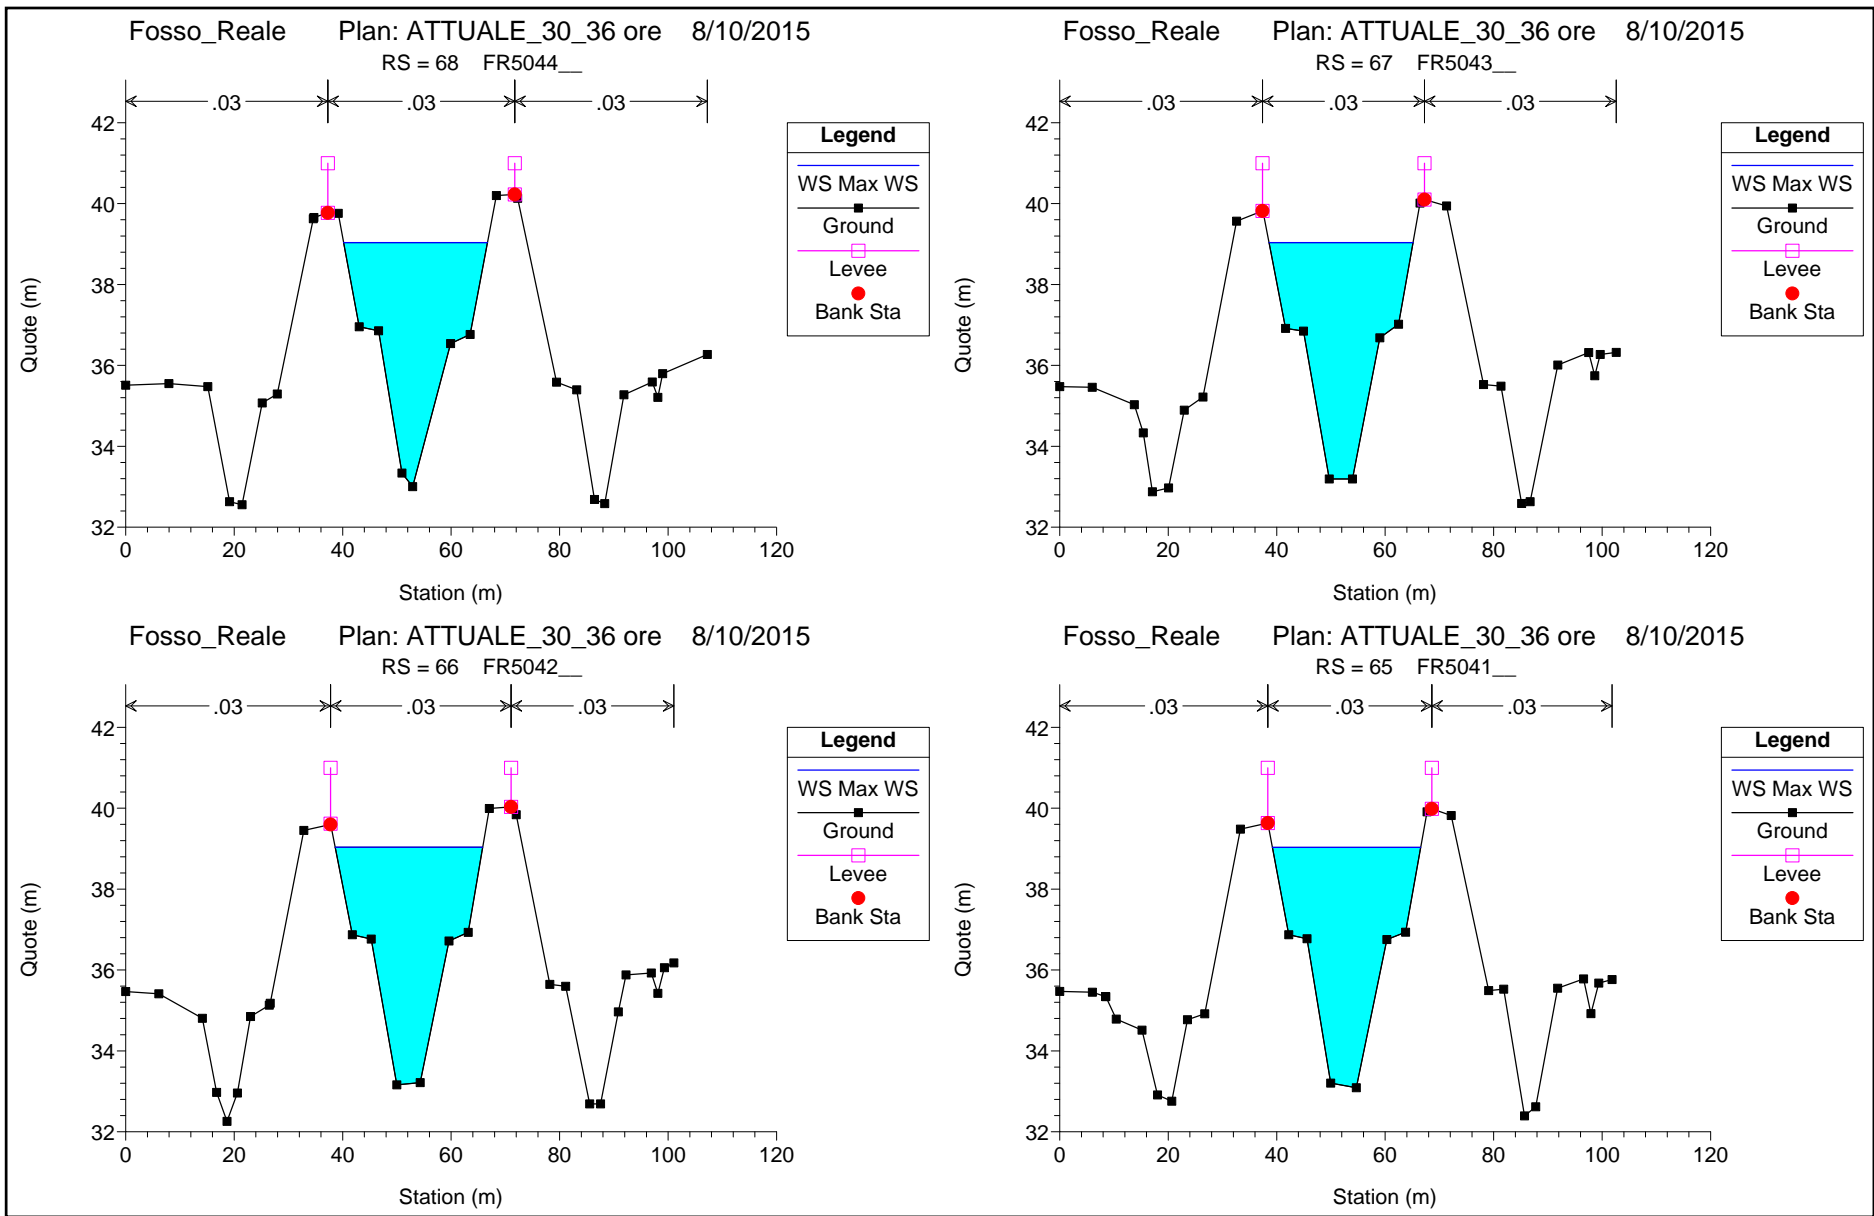 Fosso_Reale Plan: ATTUALE_30_36 ore 8/10/2015
RS = 68 FR5044__
.03 .03 .03
42
40
38
36
34
32
0 20 40 60 80 100 120
Station (m)
Quote (m)
Legend
WS Max WS
Ground
Levee
Bank Sta
Fosso_Reale Plan: ATTUALE_30_36 ore 8/10/2015
RS = 67 FR5043__
.03 .03 .03
42
40
38
36
34
32
0 20 40 60 80 100 120
Station (m)
Quote (m)
Legend
WS Max WS
Ground
Levee
Bank Sta
Fosso_Reale Plan: ATTUALE_30_36 ore 8/10/2015
RS = 66 FR5042__
.03 .03 .03
42
40
38
36
34
32
0 20 40 60 80 100 120
Station (m)
Quote (m)
Legend
WS Max WS
Ground
Levee
Bank Sta
Fosso_Reale Plan: ATTUALE_30_36 ore 8/10/2015
RS = 65 FR5041__
.03 .03 .03
42
40
38
36
34
32
0 20 40 60 80 100 120
Station (m)
Quote (m)
Legend
WS Max WS
Ground
Levee
Bank Sta